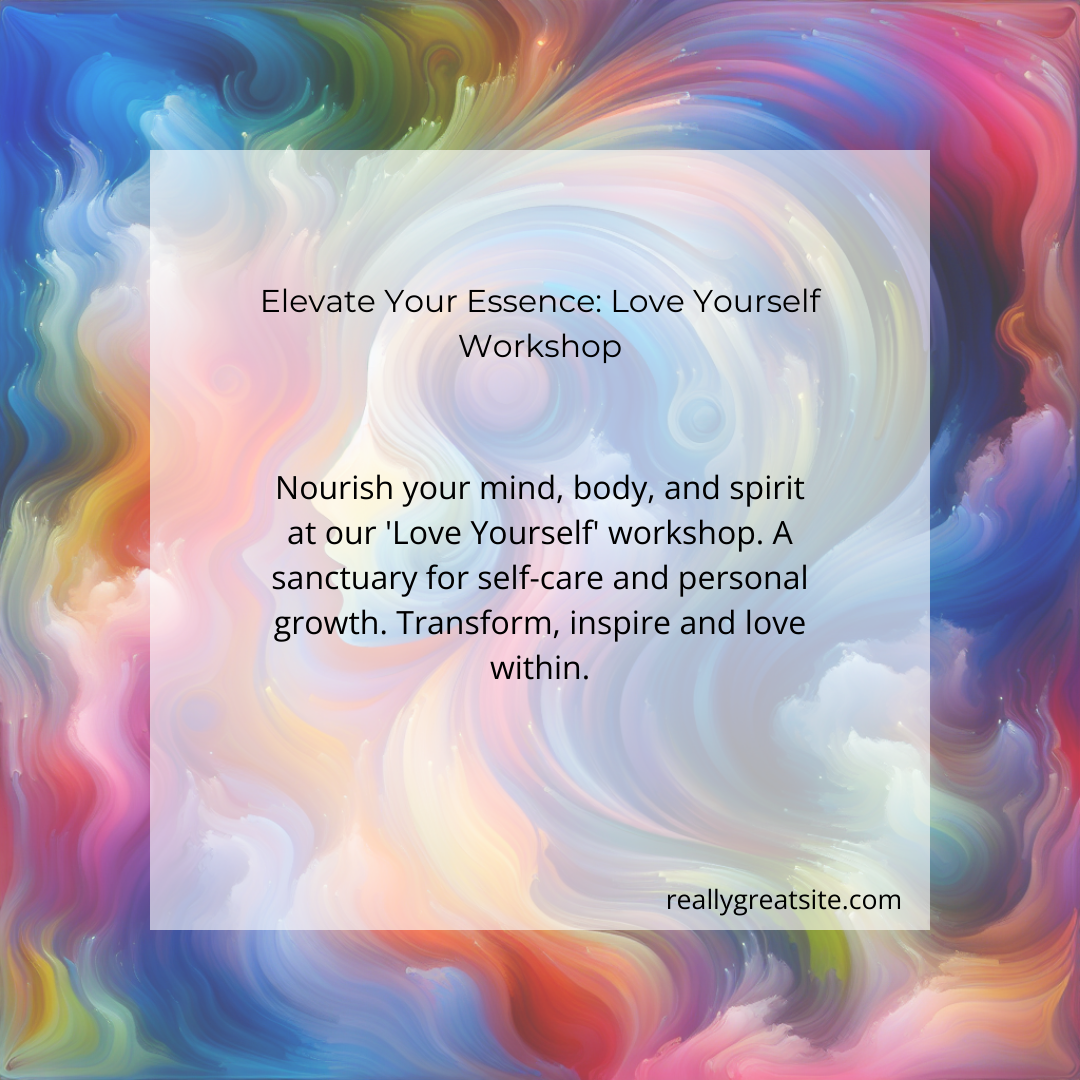 Elevate Your Essence: Love Yourself
Workshop
Nourish your mind, body, and spirit
at our 'Love Yourself' workshop. A
sanctuary for self-care and personal
growth. Transform, inspire and love
within.
reallygreatsite.com